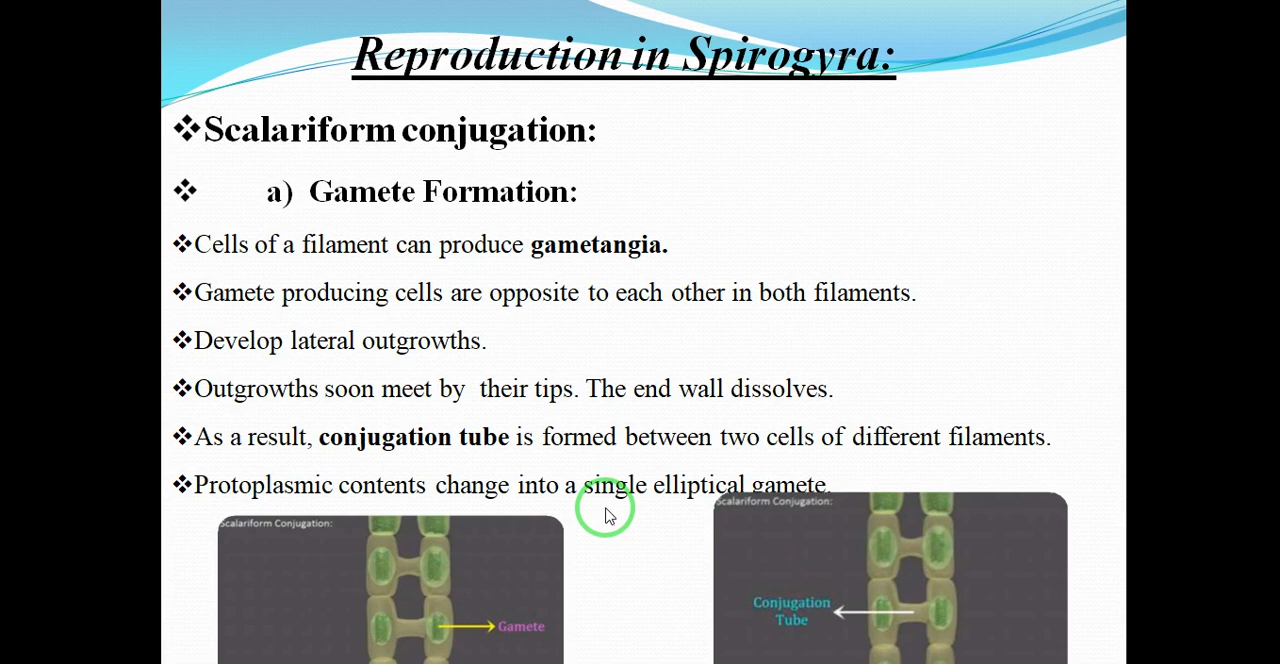 Reproduction in Spirogyra:
❖Scalariform conjugation:
❖ a) Gamete Formation:
❖Cells of a filament can produce gametangia.
❖Gamete producing cells are opposite to each other in both filaments.
❖Develop lateral outgrowths.
❖Outgrowths soon meet by their tips. The end wall dissolves.
❖As a result, conjugation tube is formed between two cells of different filaments.
❖Protoplasmic contents change into a single elliptical gamete.
Scalariform Conjugation:
Gamete
Scalariform Conjugation:
Conjugation
Tube